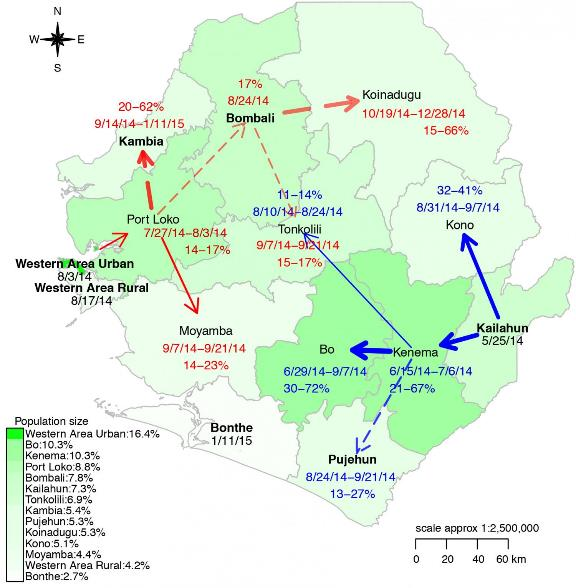 N
W
E
S
17%
8/24/14
Bombali
Koinadugu
10/19/14–12/28/14
15–66%
20–62%
9/14/14–1/11/15
Kambia
11–14%
8/10/14–8/24/14
Tonkolili
9/7/14–9/21/14
15–17%
32–41%
8/31/14–9/7/14
Kono
Port Loko
7/27/14–8/3/14
14–17%
Western Area Urban
8/3/14
Western Area Rural
8/17/14
Moyamba
9/7/14–9/21/14
14–23%
Bo
6/29/14–9/7/14
30–72%
Kenema
6/15/14–7/6/14
21–67%
Kailahun
5/25/14
Bonthe
1/11/15
Pujehun
8/24/14–9/21/14
13–27%
Population size
Western Area Urban:16.4%
Bo:10.3%
Kenema:10.3%
Port Loko:8.8%
Bombali:7.8%
Kailahun:7.3%
Tonkolili:6.9%
Kambia:5.4%
Pujehun:5.3%
Koinadugu:5.3%
Kono:5.1%
Moyamba:4.4%
Western Area Rural:4.2%
Bonthe:2.7%
scale approx 1:2,500,000
0 20 40 60 km